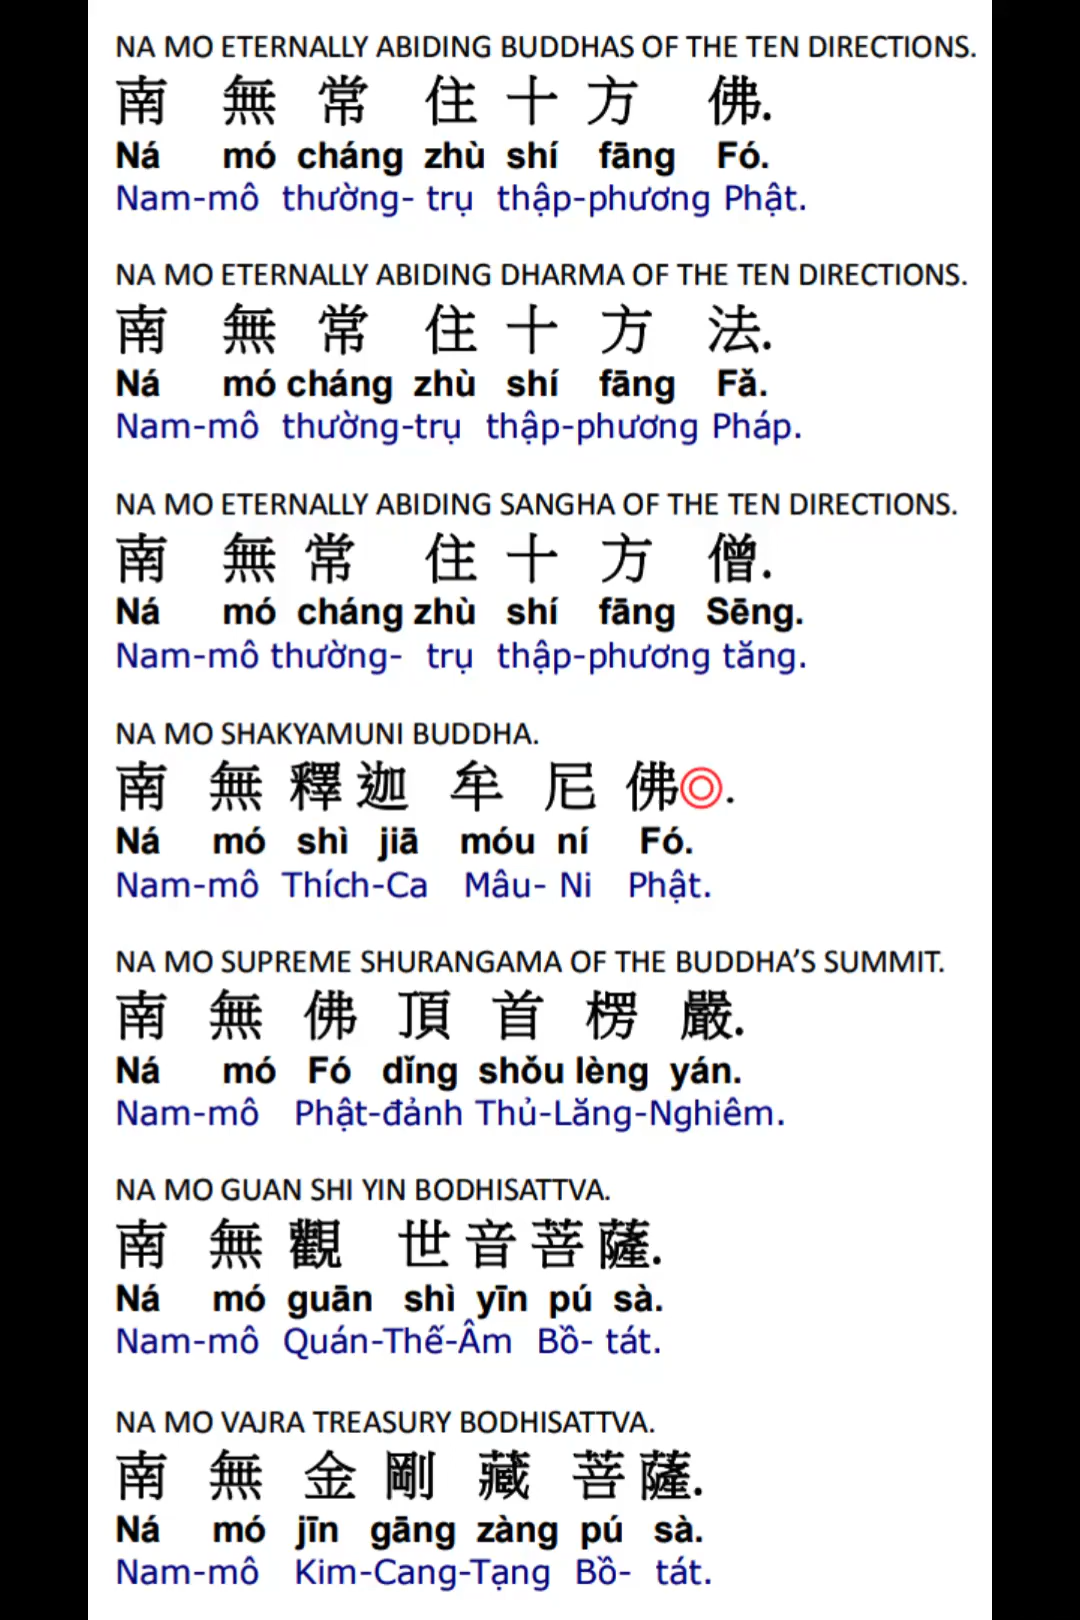 NA MO ETERNALLY ABIDING BUDDHAS OF THE TEN DIRECTIONS.
南 無 常 住 十 方 佛.
Ná mó cháng zhù shí fāng Fó.
Nam-mô thường- trụ thập-phương Phật.
NA MO ETERNALLY ABIDING DHARMA OF THE TEN DIRECTIONS.
南 無 常 住 十 方 法.
Ná mó cháng zhù shí fāng Fǎ.
Nam-mô thường-trụ thập-phương Pháp.
NA MO ETERNALLY ABIDING SANGHA OF THE TEN DIRECTIONS.
南 無 常 住 十 方 僧.
Ná mó cháng zhù shí fāng Sēng.
Nam-mô thường- trụ thập-phương tăng.
NA MO SHAKYAMUNI BUDDHA.
南 無 釋 迦 牟 尼 佛◎.
Ná mó shì jiā móu ní Fó.
Nam-mô Thích-Ca Mâu- Ni Phật.
NA MO SUPREME SHURANGAMA OF THE BUDDHA’S SUMMIT.
南 無 佛 頂 首 楞 嚴.
Ná mó Fó dǐng shǒu lèng yán.
Nam-mô Phật-đảnh Thủ-Lăng-Nghiêm.
NA MO GUAN SHI YIN BODHISATTVA.
南 無 觀 世 音 菩 薩.
Ná mó guān shì yīn pú sà.
Nam-mô Quán-Thế-Âm Bồ- tát.
NA MO VAJRA TREASURY BODHISATTVA.
南 無 金 剛 藏 菩 薩.
Ná mó jīn gāng zàng pú sà.
Nam-mô Kim-Cang-Tạng Bồ- tát.